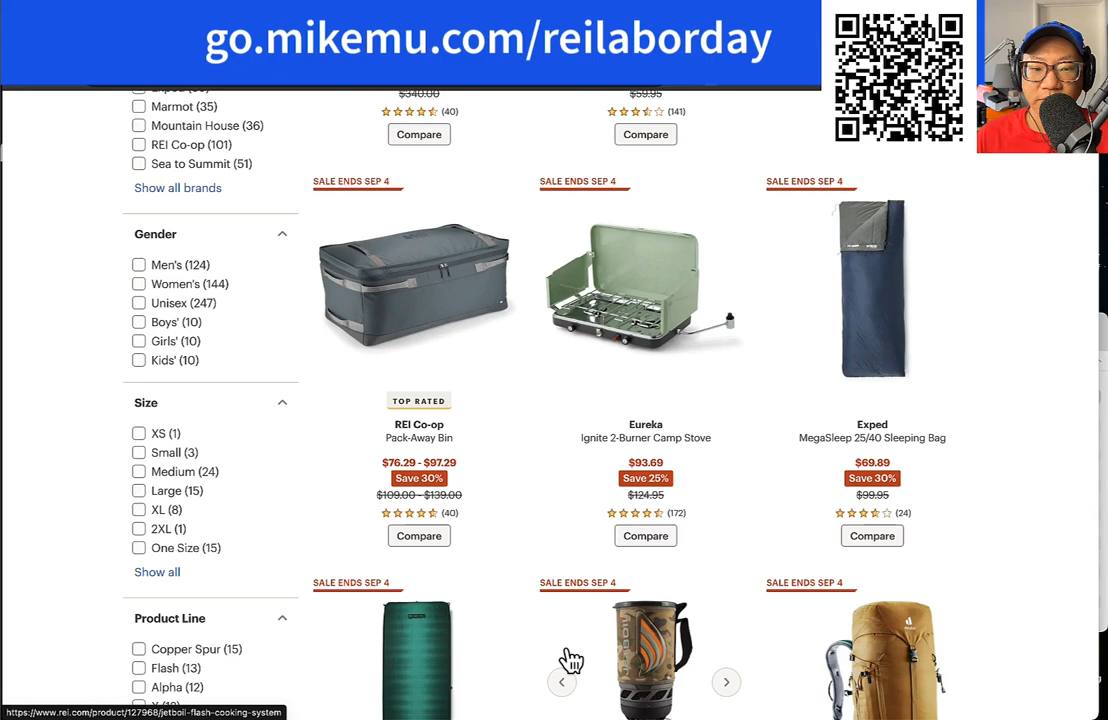 go.mikemu.com/reilaborday
$340.00
$59.95
Marmot (35)
(40)
(141)
Mountain House (36)
Compare
Compare
REI Co-op (101)
Sea to Summit (51)
Show all brands
SALE ENDS SEP 4
SALE ENDS SEP 4
SALE ENDS SEP 4
Gender
Men's (124)
Women's (144)
Unisex (247)
Boys' (10)
Girls' (10)
Kids' (10)
Size
XS (1)
Small (3)
Medium (24)
Large (15)
XL (8)
2XL (1)
One Size (15)
Show all
TOP RATED
REI Co-op
Pack-Away Bin
$76.29 - $97.29
Save 30%
$109.00 - $139.00
(40)
Compare
Eureka
Ignite 2-Burner Camp Stove
$93.69
Save 25%
$124.95
(172)
Compare
Exped
MegaSleep 25/40 Sleeping Bag
$69.89
Save 30%
$99.95
(24)
Compare
SALE ENDS SEP 4
SALE ENDS SEP 4
SALE ENDS SEP 4
Product Line
Copper Spur (15)
Flash (13)
Alpha (12)
JETBOIL
deuter
https://www.rei.com/product/127968/jetboil-flash-cooking-system